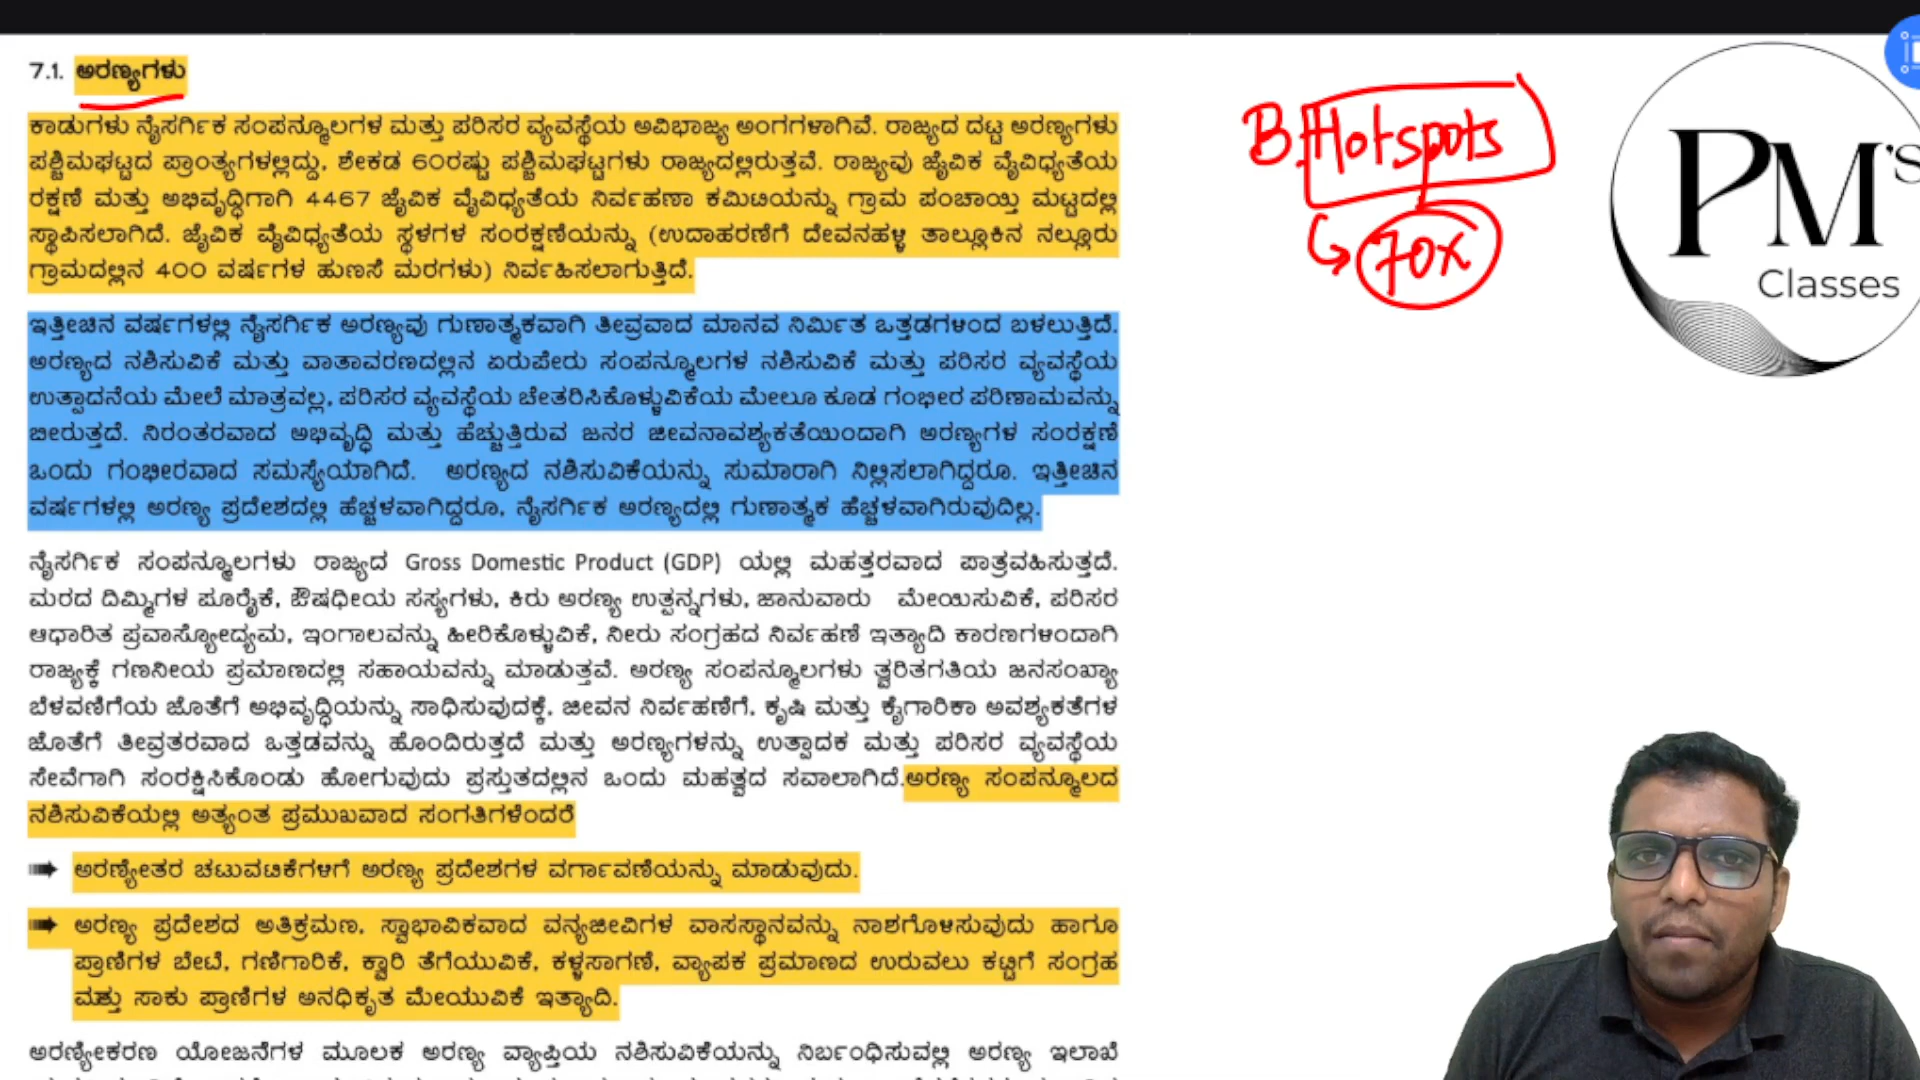 7.1. ಅರಣ್ಯಗಳು
ಕಾಡುಗಳು ನೈಸರ್ಗಿಕ ಸಂಪನ್ಮೂಲಗಳ ಮತ್ತು ಪರಿಸರ ವ್ಯವಸ್ಥೆಯ ಅವಿಭಾಜ್ಯ ಅಂಗಗಳಾಗಿವೆ. ರಾಜ್ಯದ ದಟ್ಟ ಅರಣ್ಯಗಳು
ಪಶ್ಚಿಮಘಟ್ಟದ ಪ್ರಾಂತ್ಯಗಳಲ್ಲಿದ್ದು, ಶೇಕಡ 60ರಷ್ಟು ಪಶ್ಚಿಮಘಟ್ಟಗಳು ರಾಜ್ಯದಲ್ಲಿರುತ್ತವೆ. ರಾಜ್ಯವು ಜೈವಿಕ ವೈವಿಧ್ಯತೆಯ
ರಕ್ಷಣೆ ಮತ್ತು ಅಭಿವೃದ್ಧಿಗಾಗಿ 4467 ಜೈವಿಕ ವೈವಿಧ್ಯತೆಯ ನಿರ್ವಹಣಾ ಕಮಿಟಿಯನ್ನು ಗ್ರಾಮ ಪಂಚಾಯ್ತಿ ಮಟ್ಟದಲ್ಲಿ
ಸ್ಥಾಪಿಸಲಾಗಿದೆ. ಜೈವಿಕ ವೈವಿಧ್ಯತೆಯ ಸ್ಥಳಗಳ ಸಂರಕ್ಷಣೆಯನ್ನು (ಉದಾಹರಣೆಗೆ ದೇವನಹಳ್ಳಿ ತಾಲ್ಲೂಕಿನ ನಲ್ಲೂರು
ಗ್ರಾಮದಲ್ಲಿನ 400 ವರ್ಷಗಳ ಹುಣಸೆ ಮರಗಳು) ನಿರ್ವಹಿಸಲಾಗುತ್ತಿದೆ.
ಇತ್ತೀಚಿನ ವರ್ಷಗಳಲ್ಲಿ ನೈಸರ್ಗಿಕ ಅರಣ್ಯವು ಗುಣಾತ್ಮಕವಾಗಿ ತೀವ್ರವಾದ ಮಾನವ ನಿರ್ಮಿತ ಒತ್ತಡಗಳಿಂದ ಬಳಲುತ್ತಿದೆ.
ಅರಣ್ಯದ ನಶಿಸುವಿಕೆ ಮತ್ತು ವಾತಾವರಣದಲ್ಲಿನ ಏರುಪೇರು ಸಂಪನ್ಮೂಲಗಳ ನಶಿಸುವಿಕೆ ಮತ್ತು ಪರಿಸರ ವ್ಯವಸ್ಥೆಯ
ಉತ್ಪಾದನೆಯ ಮೇಲೆ ಮಾತ್ರವಲ್ಲ, ಪರಿಸರ ವ್ಯವಸ್ಥೆಯ ಚೇತರಿಸಿಕೊಳ್ಳುವಿಕೆಯ ಮೇಲೂ ಕೂಡ ಗಂಭೀರ ಪರಿಣಾಮವನ್ನು
ಬೀರುತ್ತದೆ. ನಿರಂತರವಾದ ಅಭಿವೃದ್ಧಿ ಮತ್ತು ಹೆಚ್ಚುತ್ತಿರುವ ಜನರ ಜೀವನಾವಶ್ಯಕತೆಯಿಂದಾಗಿ ಅರಣ್ಯಗಳ ಸಂರಕ್ಷಣೆ
ಒಂದು ಗಂಭೀರವಾದ ಸಮಸ್ಯೆಯಾಗಿದೆ. ಅರಣ್ಯದ ನಶಿಸುವಿಕೆಯನ್ನು ಸುಮಾರಾಗಿ ನಿಲ್ಲಿಸಲಾಗಿದ್ದರೂ. ಇತ್ತೀಚಿನ
ವರ್ಷಗಳಲ್ಲಿ ಅರಣ್ಯ ಪ್ರದೇಶದಲ್ಲಿ ಹೆಚ್ಚಳವಾಗಿದ್ದರೂ, ನೈಸರ್ಗಿಕ ಅರಣ್ಯದಲ್ಲಿ ಗುಣಾತ್ಮಕ ಹೆಚ್ಚಳವಾಗಿರುವುದಿಲ್ಲ.
ನೈಸರ್ಗಿಕ ಸಂಪನ್ಮೂಲಗಳು ರಾಜ್ಯದ Gross Domestic Product (GDP) ಯಲ್ಲಿ ಮಹತ್ತರವಾದ ಪಾತ್ರವಹಿಸುತ್ತದೆ.
ಮರದ ದಿಮ್ಮಿಗಳ ಪೂರೈಕೆ, ಔಷಧೀಯ ಸಸ್ಯಗಳು, ಕಿರು ಅರಣ್ಯ ಉತ್ಪನ್ನಗಳು, ಜಾನುವಾರು ಮೇಯಿಸುವಿಕೆ, ಪರಿಸರ
ಆಧಾರಿತ ಪ್ರವಾಸ್ಯೋದ್ಯಮ, ಇಂಗಾಲವನ್ನು ಹೀರಿಕೊಳ್ಳುವಿಕೆ, ನೀರು ಸಂಗ್ರಹದ ನಿರ್ವಹಣೆ ಇತ್ಯಾದಿ ಕಾರಣಗಳಿಂದಾಗಿ
ರಾಜ್ಯಕ್ಕೆ ಗಣನೀಯ ಪ್ರಮಾಣದಲ್ಲಿ ಸಹಾಯವನ್ನು ಮಾಡುತ್ತವೆ. ಅರಣ್ಯ ಸಂಪನ್ಮೂಲಗಳು ತ್ವರಿತಗತಿಯ ಜನಸಂಖ್ಯಾ
ಬೆಳವಣಿಗೆಯ ಜೊತೆಗೆ ಅಭಿವೃದ್ಧಿಯನ್ನು ಸಾಧಿಸುವುದಕ್ಕೆ, ಜೀವನ ನಿರ್ವಹಣೆಗೆ, ಕೃಷಿ ಮತ್ತು ಕೈಗಾರಿಕಾ ಅವಶ್ಯಕತೆಗಳ
ಜೊತೆಗೆ ತೀವ್ರತರವಾದ ಒತ್ತಡವನ್ನು ಹೊಂದಿರುತ್ತದೆ ಮತ್ತು ಅರಣ್ಯಗಳನ್ನು ಉತ್ಪಾದಕ ಮತ್ತು ಪರಿಸರ ವ್ಯವಸ್ಥೆಯ
ಸೇವೆಗಾಗಿ ಸಂರಕ್ಷಿಸಿಕೊಂಡು ಹೋಗುವುದು ಪ್ರಸ್ತುತದಲ್ಲಿನ ಒಂದು ಮಹತ್ವದ ಸವಾಲಾಗಿದೆ.ಅರಣ್ಯ ಸಂಪನ್ಮೂಲದ
ನಶಿಸುವಿಕೆಯಲ್ಲಿ ಅತ್ಯಂತ ಪ್ರಮುಖವಾದ ಸಂಗತಿಗಳೆಂದರೆ
➠ ಅರಣ್ಯೇತರ ಚಟುವಟಿಕೆಗಳಿಗೆ ಅರಣ್ಯ ಪ್ರದೇಶಗಳ ವರ್ಗಾವಣೆಯನ್ನು ಮಾಡುವುದು.
➠ ಅರಣ್ಯ ಪ್ರದೇಶದ ಅತಿಕ್ರಮಣ, ಸ್ವಾಭಾವಿಕವಾದ ವನ್ಯಜೀವಿಗಳ ವಾಸಸ್ಥಾನವನ್ನು ನಾಶಗೊಳಿಸುವುದು ಹಾಗೂ
ಪ್ರಾಣಿಗಳ ಬೇಟೆ, ಗಣಿಗಾರಿಕೆ, ಕ್ವಾರಿ ತೆಗೆಯುವಿಕೆ, ಕಳ್ಳಸಾಗಣೆ, ವ್ಯಾಪಕ ಪ್ರಮಾಣದ ಉರುವಲು ಕಟ್ಟಿಗೆ ಸಂಗ್ರಹ
ಮತ್ತು ಸಾಕು ಪ್ರಾಣಿಗಳ ಅನಧಿಕೃತ ಮೇಯುವಿಕೆ ಇತ್ಯಾದಿ.
ಅರಣ್ಯೀಕರಣ ಯೋಜನೆಗಳ ಮೂಲಕ ಅರಣ್ಯ ವ್ಯಾಪ್ತಿಯ ನಶಿಸುವಿಕೆಯನ್ನು ನಿರ್ಬಂಧಿಸುವಲ್ಲಿ ಅರಣ್ಯ ಇಲಾಖೆ
B. Hotspots
70%
PM's
Classes